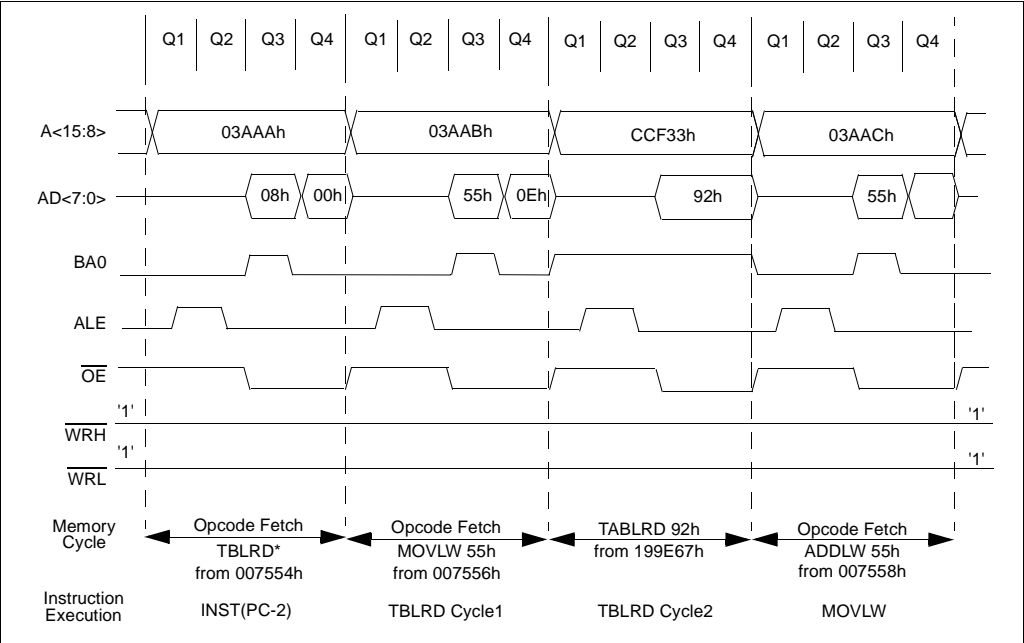 Q1 Q2 Q3 Q4 Q1 Q2 Q3 Q4 Q1 Q2 Q3 Q4 Q1 Q2 Q3 Q4
A<15:8> 03AAAh 03AABh CCF33h 03AACh
AD<7:0> 08h 00h 55h 0Eh 92h 55h
BA0
ALE
OE
'1' '1'
WRH
'1' '1'
WRL
Memory Cycle
Opcode Fetch
TBLRD*
from 007554h
Opcode Fetch
MOVLW 55h
from 007556h
TABLRD 92h
from 199E67h
Opcode Fetch
ADDLW 55h
from 007558h
Instruction Execution
INST(PC-2) TBLRD Cycle1 TBLRD Cycle2 MOVLW